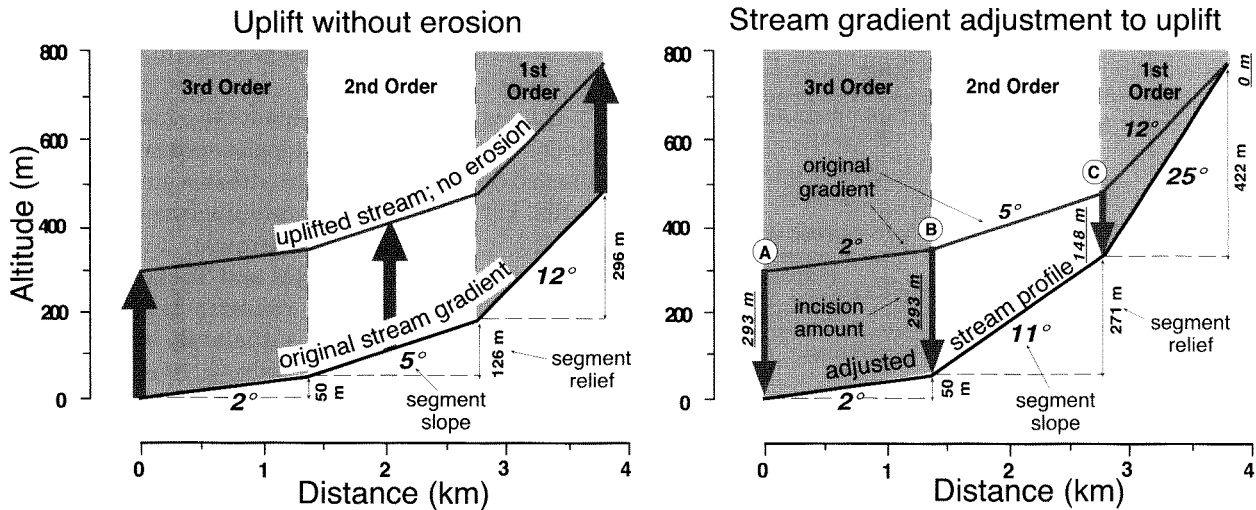 Uplift without erosion
800
600
400
200
0
Altitude (m)
3rd Order
2nd Order
1st
Order
uplifted stream; no erosion
original stream gradient
2°
5°
12°
50
m
126 m
296 m
segment
relief
segment
slope
0
1
2
3
4
Distance (km)
Stream gradient adjustment to uplift
800
600
400
200
0
3rd Order
2nd Order
1st
Order
0 m
12°
original
gradient
C
25°
422 m
B
5°
A
2°
148 m
293 m
incision
amount
293 m
stream profile
adjusted
11°
271 m
segment
relief
2°
50
m
segment
slope
0
1
2
3
4
Distance (km)